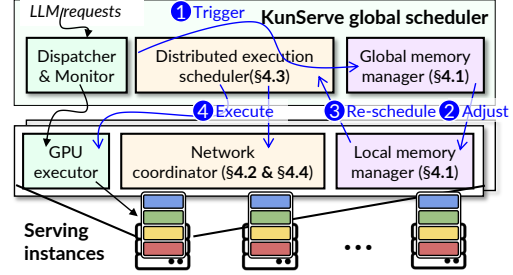 LLM requests
1 Trigger
KunServe global scheduler
Dispatcher
& Monitor
Distributed execution
scheduler(§4.3)
Global memory
manager (§4.1)
4 Execute
3 Re-schedule
2 Adjust
GPU
executor
Network
coordinator (§4.2 & §4.4)
Local memory
manager (§4.1)
Serving
instances
...